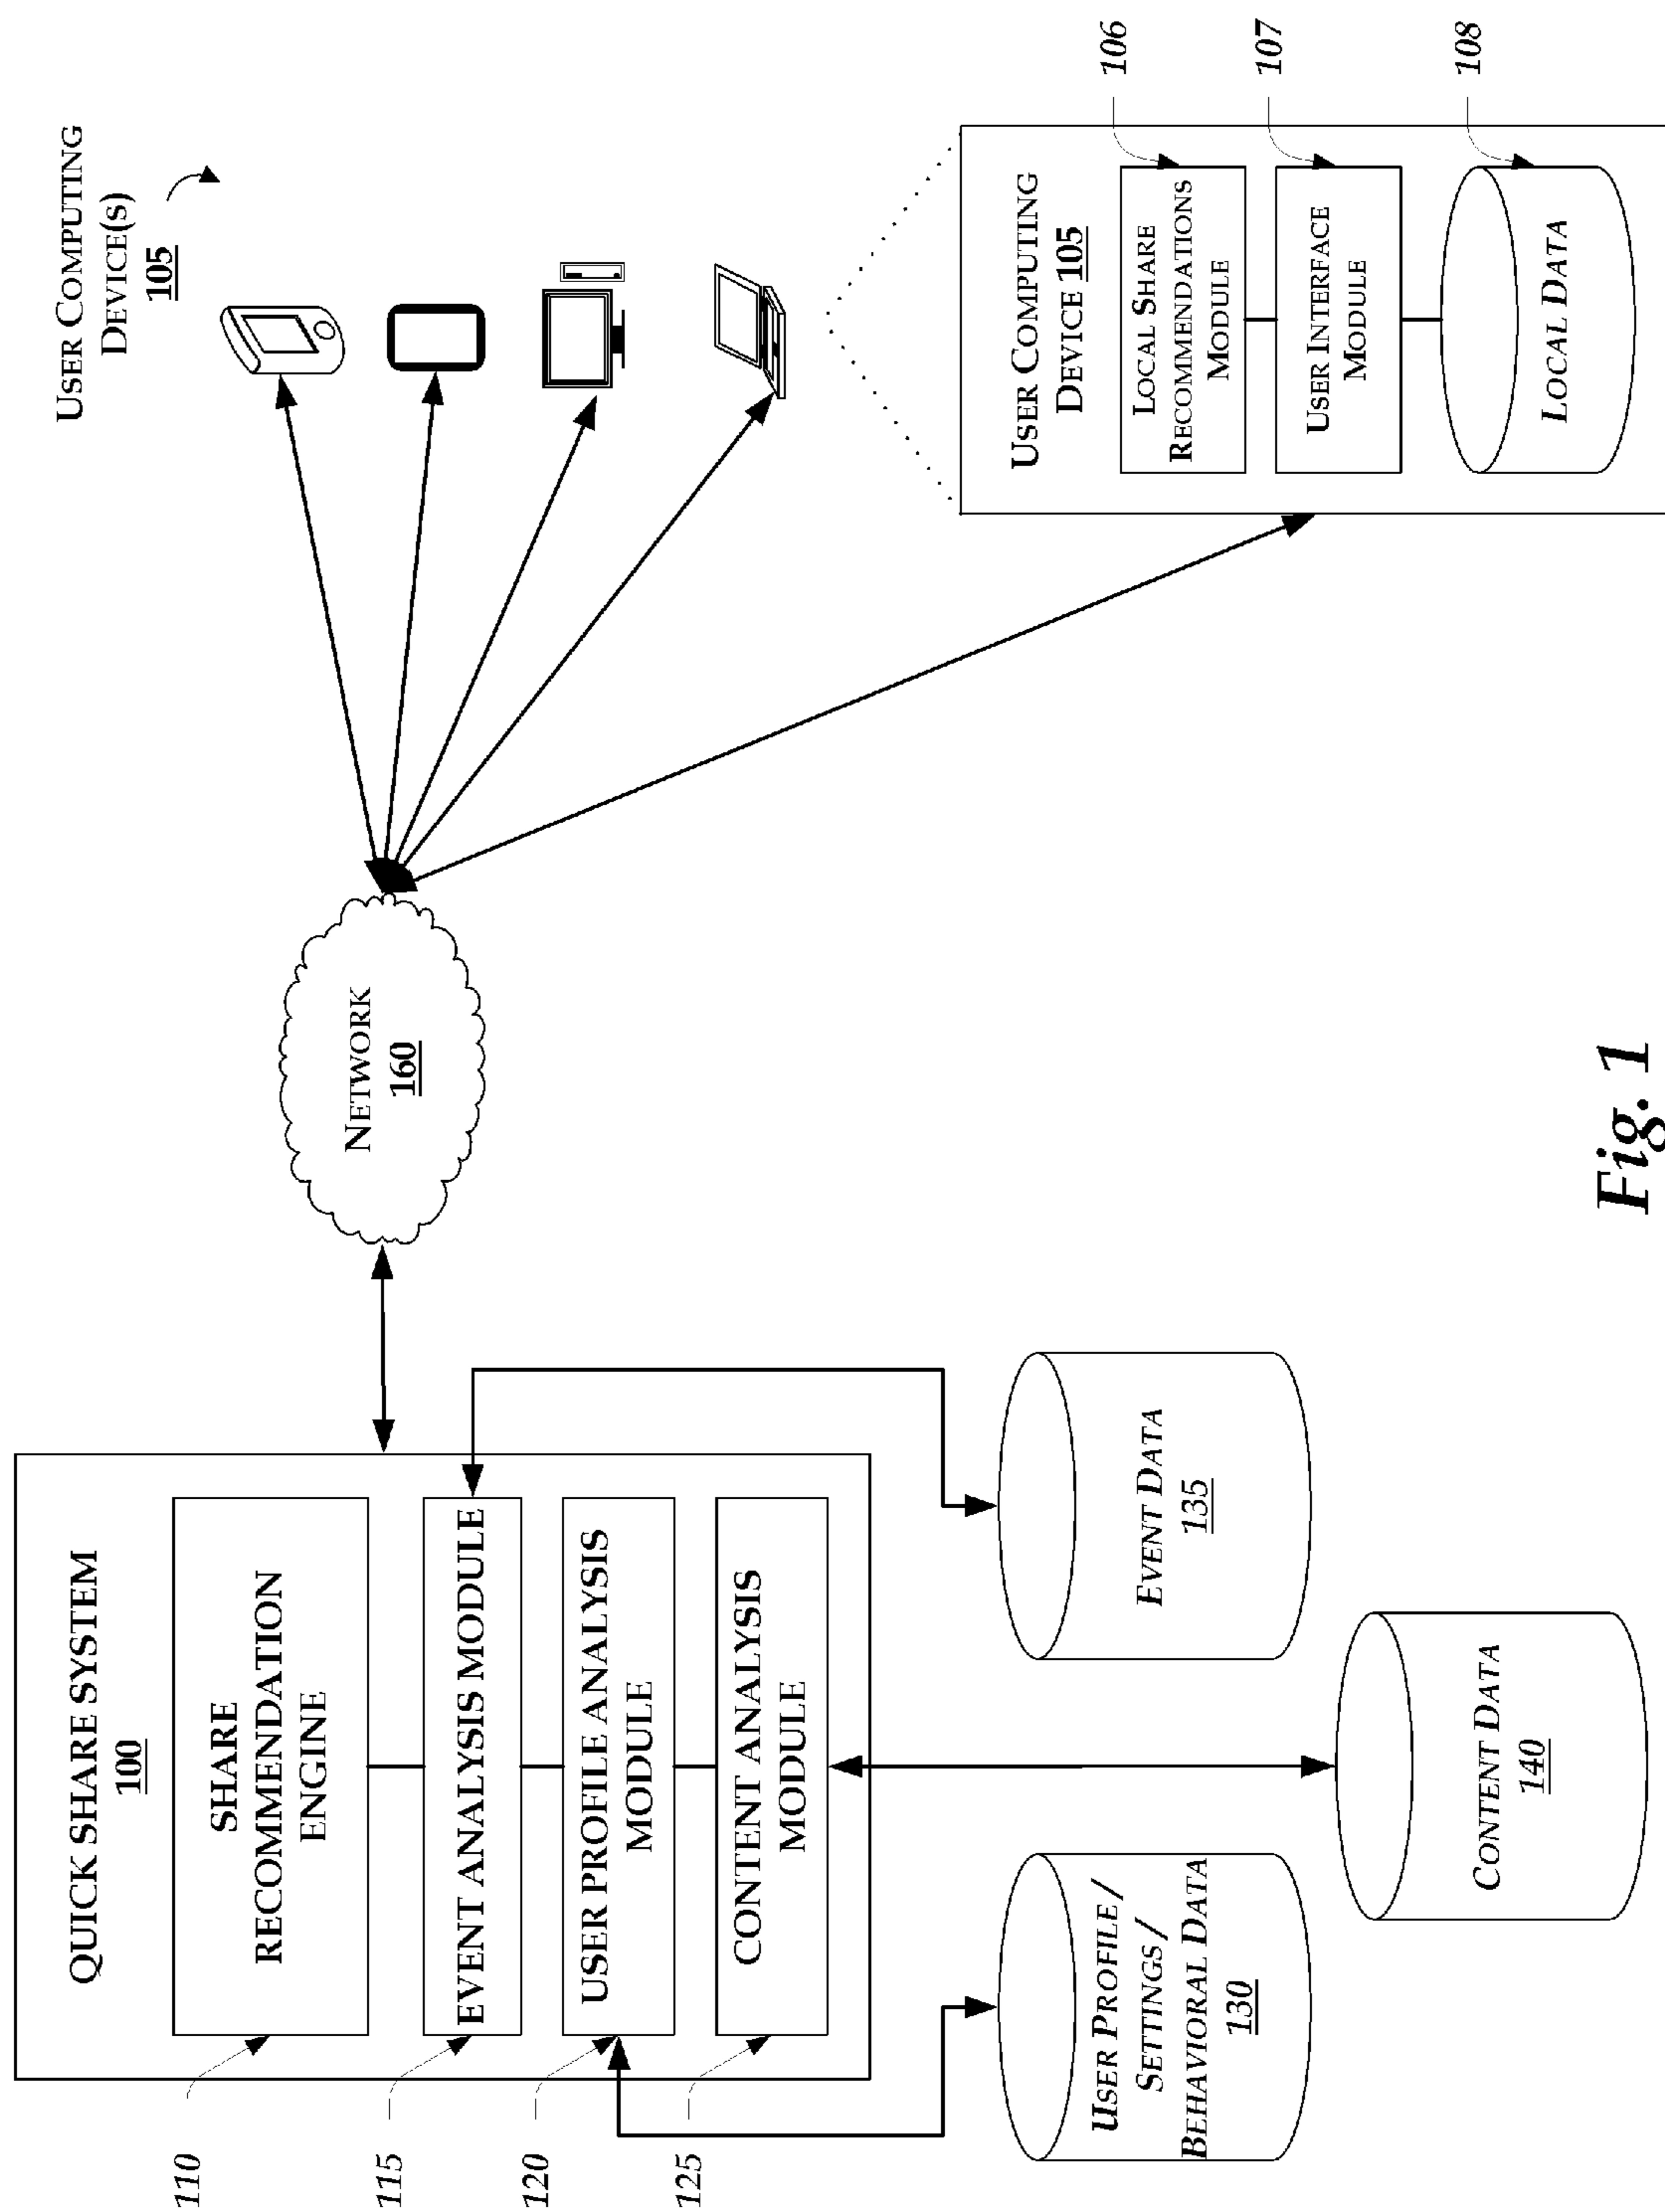 QUICK SHARE SYSTEM
100
SHARE
RECOMMENDATION
ENGINE
EVENT ANALYSIS MODULE
USER PROFILE ANALYSIS
MODULE
CONTENT ANALYSIS
MODULE
110
115
120
125
USER PROFILE/
SETTINGS/
BEHAVIORAL DATA
130
EVENT DATA
135
CONTENT DATA
140
NETWORK
160
USER COMPUTING
DEVICE(S)
105
USER COMPUTING
DEVICE 105
LOCAL SHARE
RECOMMENDATIONS
MODULE
USER INTERFACE
MODULE
LOCAL DATA
106
107
108
Fig. 1